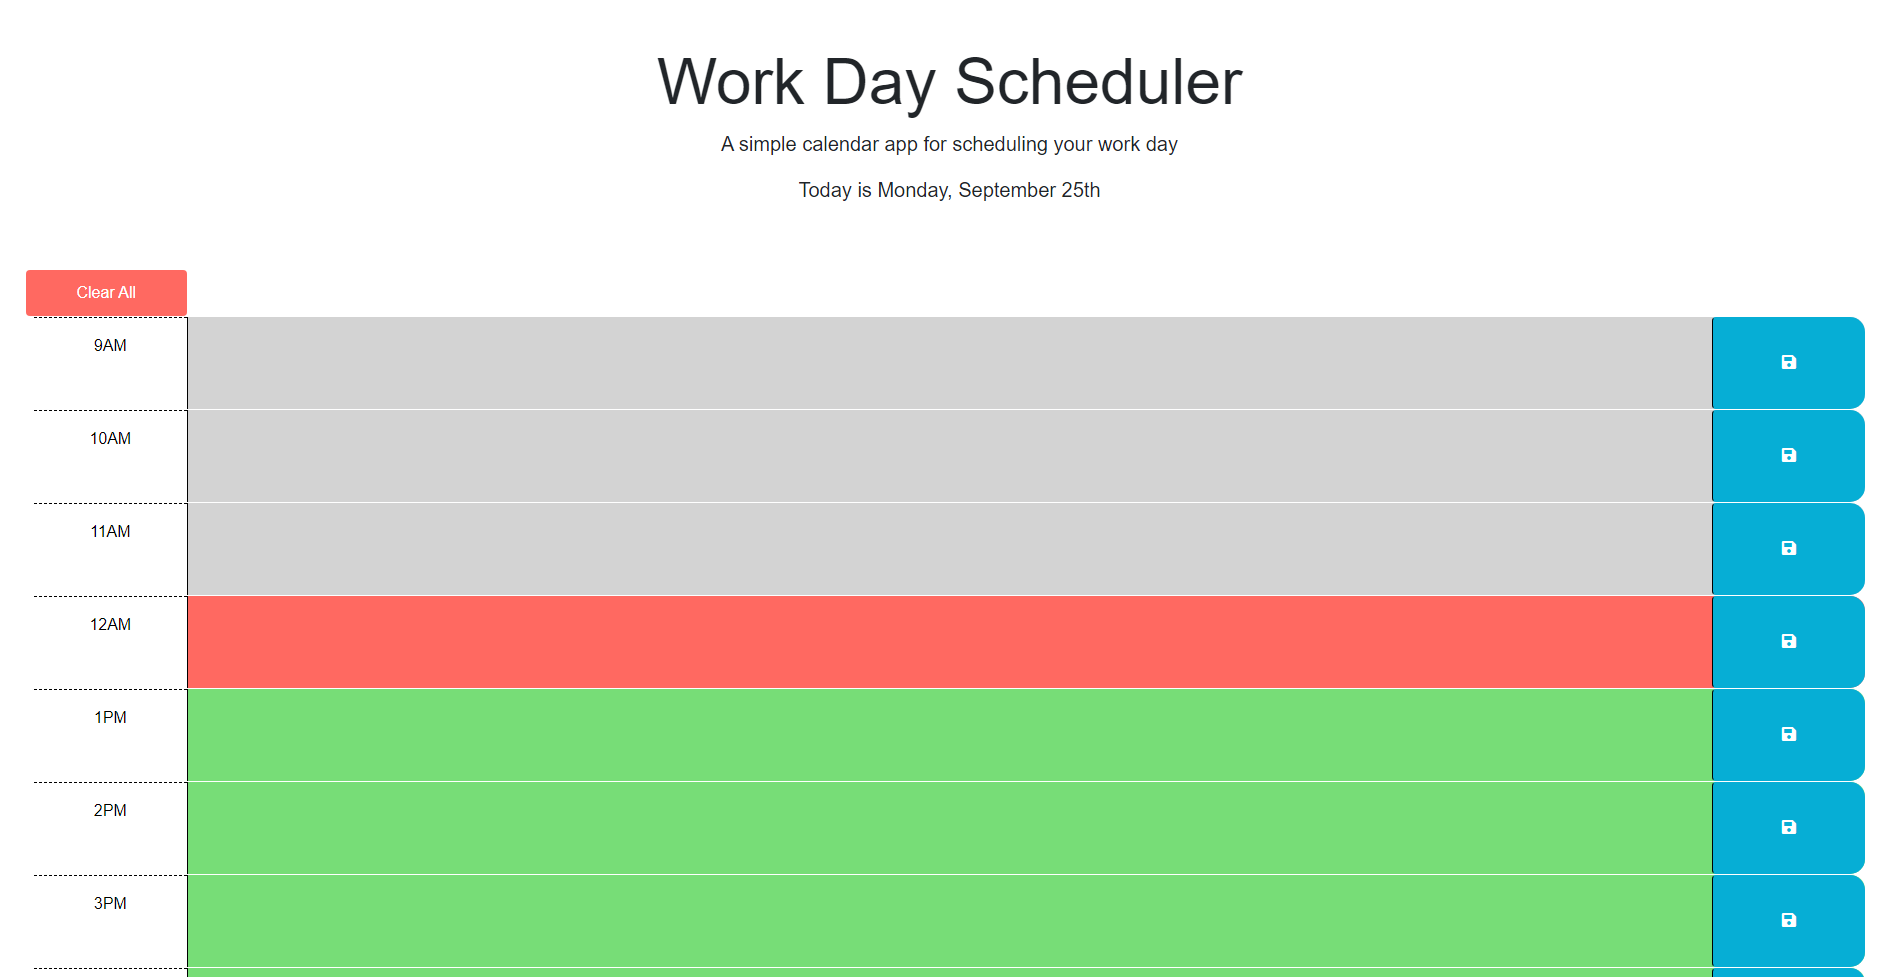 Work Day Scheduler
A simple calendar app for scheduling your work day
Today is Monday, September 25th
Clear All
9AM
10AM
11AM
12AM
1PM
2PM
3PM